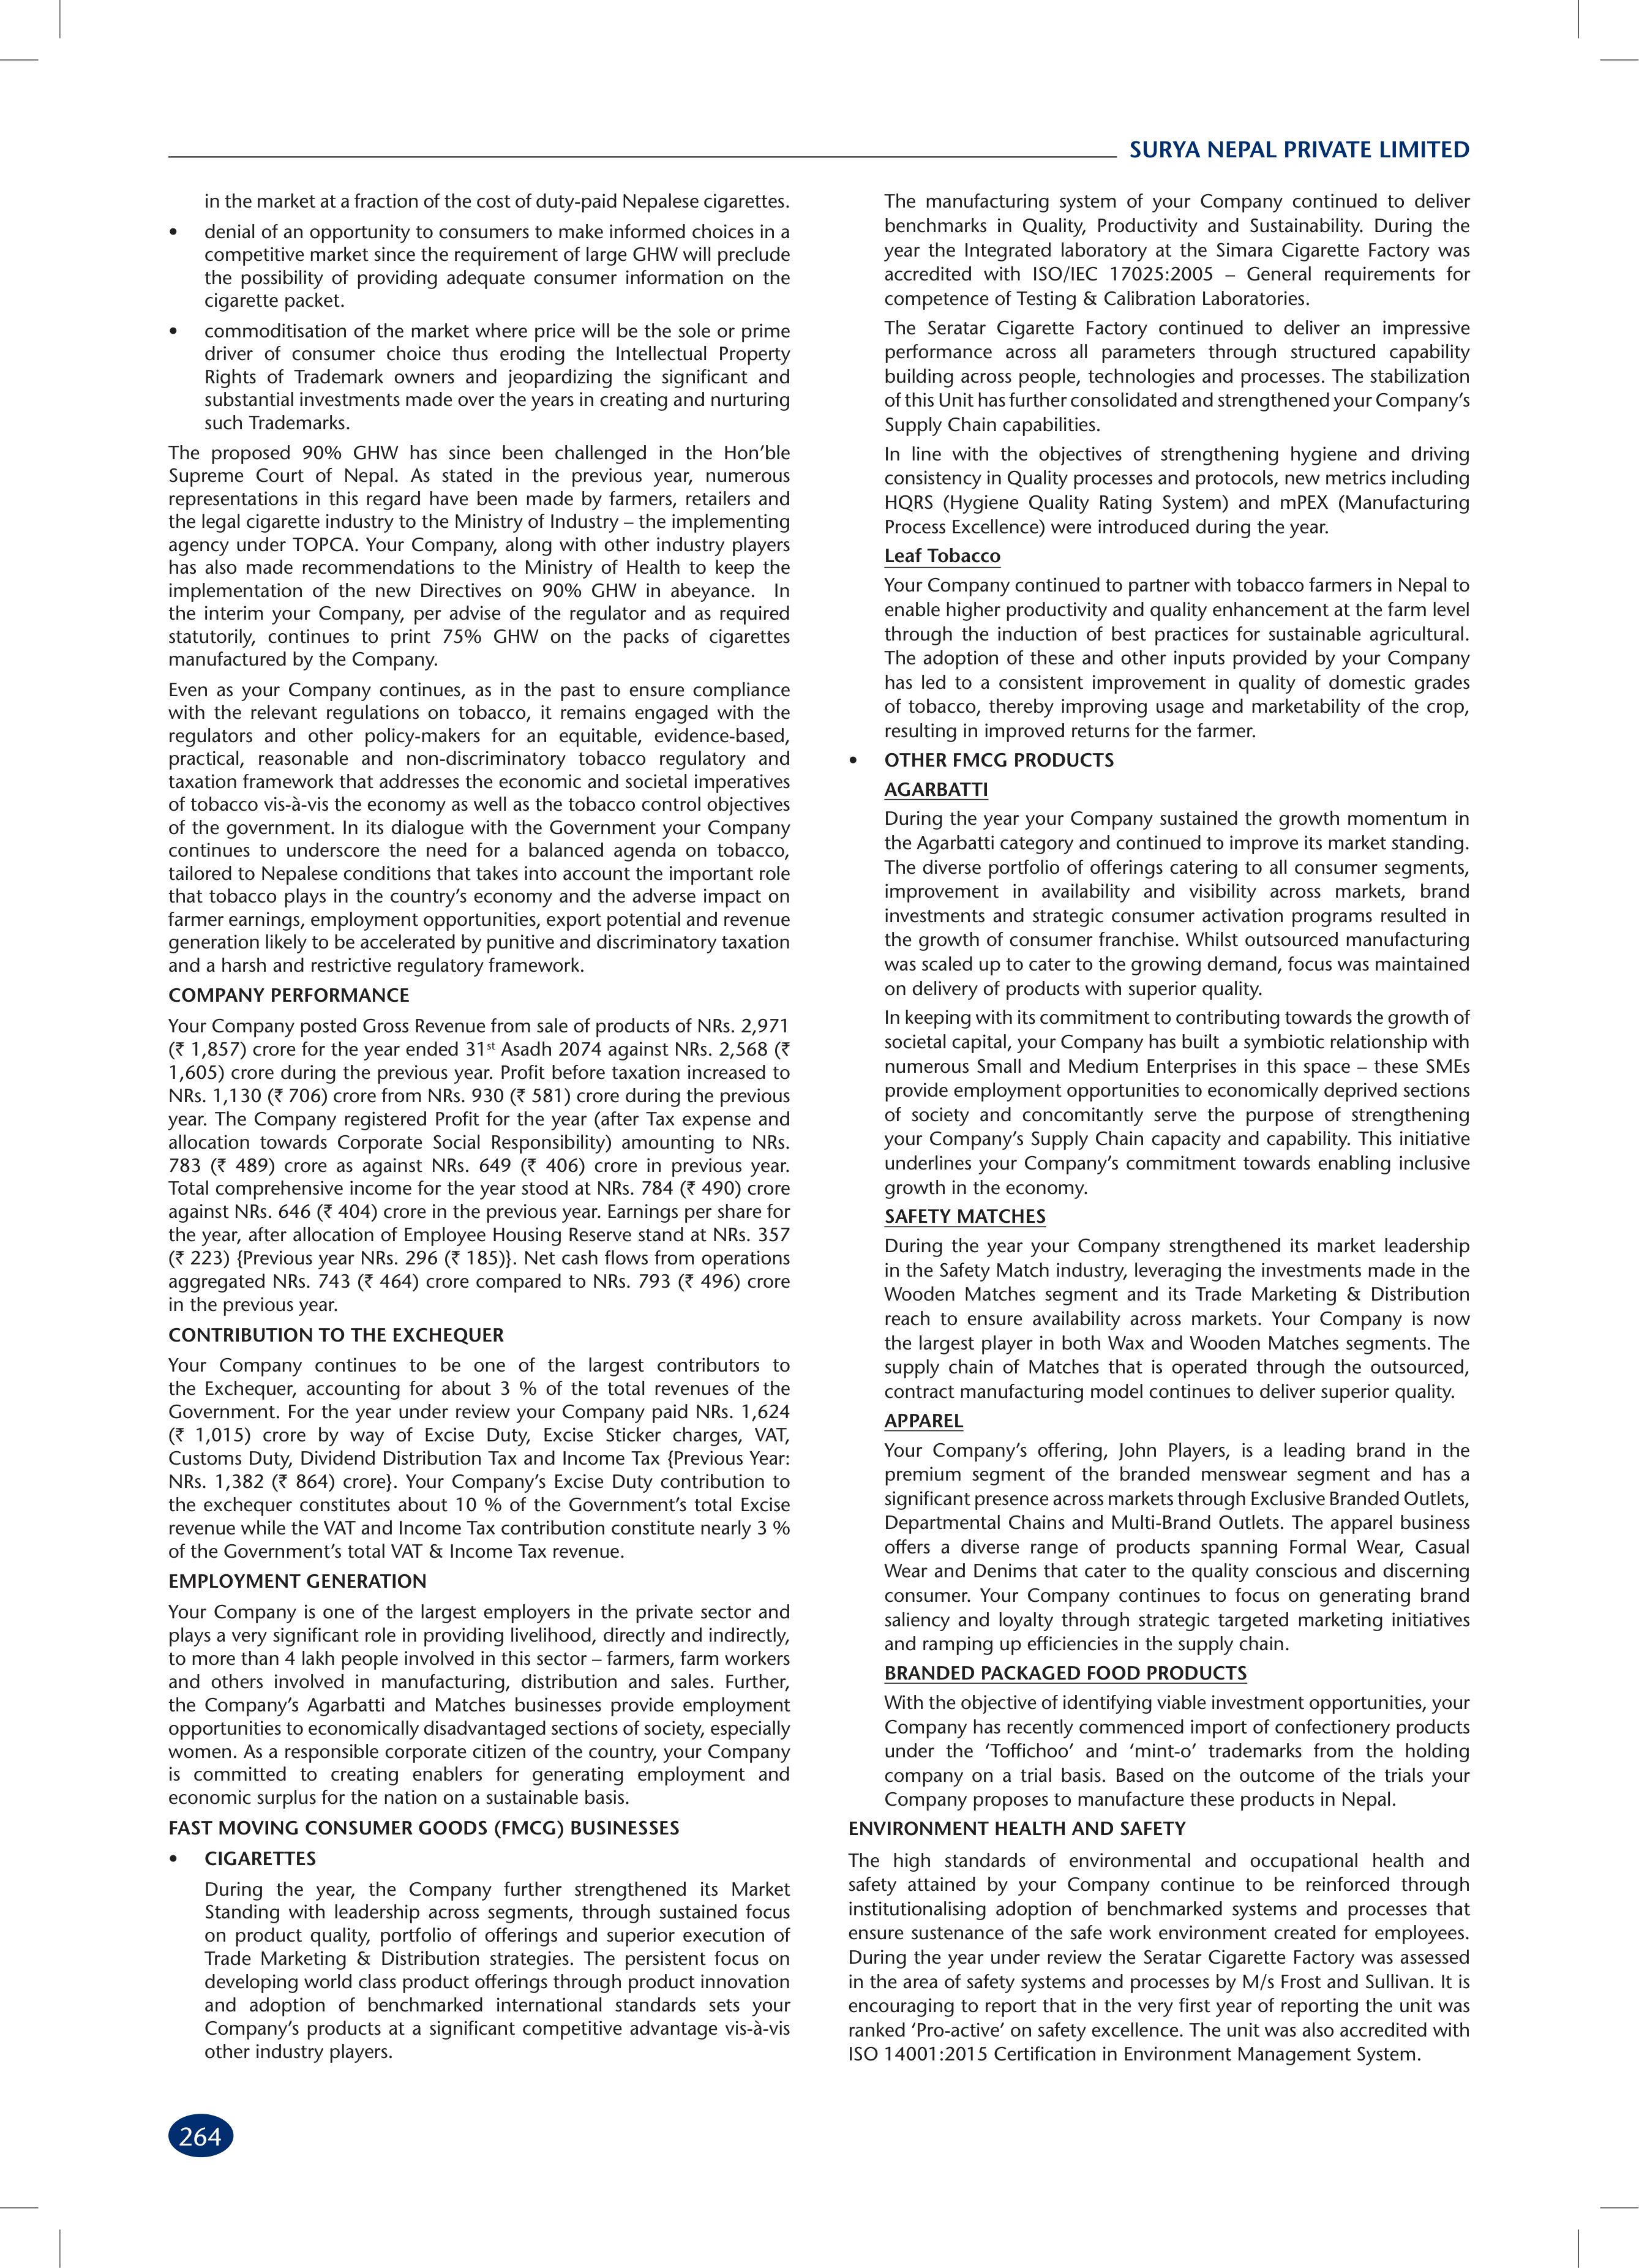 SURYA NEPAL PRIVATE LIMITED
in the market at a fraction of the cost of duty-paid Nepalese cigarettes.
• denial of an opportunity to consumers to make informed choices in a
competitive market since the requirement of large GHW will preclude
the possibility of providing adequate consumer information on the
cigarette packet.
• commoditisation of the market where price will be the sole or prime
driver of consumer choice thus eroding the Intellectual Property
Rights of Trademark owners and jeopardizing the significant and
substantial investments made over the years in creating and nurturing
such Trademarks.
The proposed 90% GHW has since been challenged in the Hon’ble
Supreme Court of Nepal. As stated in the previous year, numerous
representations in this regard have been made by farmers, retailers and
the legal cigarette industry to the Ministry of Industry – the implementing
agency under TOPCA. Your Company, along with other industry players
has also made recommendations to the Ministry of Health to keep the
implementation of the new Directives on 90% GHW in abeyance. In
the interim your Company, per advise of the regulator and as required
statutorily, continues to print 75% GHW on the packs of cigarettes
manufactured by the Company.
Even as your Company continues, as in the past to ensure compliance
with the relevant regulations on tobacco, it remains engaged with the
regulators and other policy-makers for an equitable, evidence-based,
practical, reasonable and non-discriminatory tobacco regulatory and
taxation framework that addresses the economic and societal imperatives
of tobacco vis-à-vis the economy as well as the tobacco control objectives
of the government. In its dialogue with the Government your Company
continues to underscore the need for a balanced agenda on tobacco,
tailored to Nepalese conditions that takes into account the important role
that tobacco plays in the country’s economy and the adverse impact on
farmer earnings, employment opportunities, export potential and revenue
generation likely to be accelerated by punitive and discriminatory taxation
and a harsh and restrictive regulatory framework.
COMPANY PERFORMANCE
Your Company posted Gross Revenue from sale of products of NRs. 2,971
(₹ 1,857) crore for the year ended 31st Asadh 2074 against NRs. 2,568 (₹
1,605) crore during the previous year. Profit before taxation increased to
NRs. 1,130 (₹ 706) crore from NRs. 930 (₹ 581) crore during the previous
year. The Company registered Profit for the year (after Tax expense and
allocation towards Corporate Social Responsibility) amounting to NRs.
783 (₹ 489) crore as against NRs. 649 (₹ 406) crore in previous year.
Total comprehensive income for the year stood at NRs. 784 (₹ 490) crore
against NRs. 646 (₹ 404) crore in the previous year. Earnings per share for
the year, after allocation of Employee Housing Reserve stand at NRs. 357
(₹ 223) {Previous year NRs. 296 (₹ 185)}. Net cash flows from operations
aggregated NRs. 743 (₹ 464) crore compared to NRs. 793 (₹ 496) crore
in the previous year.
CONTRIBUTION TO THE EXCHEQUER
Your Company continues to be one of the largest contributors to
the Exchequer, accounting for about 3 % of the total revenues of the
Government. For the year under review your Company paid NRs. 1,624
(₹ 1,015) crore by way of Excise Duty, Excise Sticker charges, VAT,
Customs Duty, Dividend Distribution Tax and Income Tax {Previous Year:
NRs. 1,382 (₹ 864) crore}. Your Company’s Excise Duty contribution to
the exchequer constitutes about 10 % of the Government’s total Excise
revenue while the VAT and Income Tax contribution constitute nearly 3 %
of the Government’s total VAT & Income Tax revenue.
EMPLOYMENT GENERATION
Your Company is one of the largest employers in the private sector and
plays a very significant role in providing livelihood, directly and indirectly,
to more than 4 lakh people involved in this sector – farmers, farm workers
and others involved in manufacturing, distribution and sales. Further,
the Company’s Agarbatti and Matches businesses provide employment
opportunities to economically disadvantaged sections of society, especially
women. As a responsible corporate citizen of the country, your Company
is committed to creating enablers for generating employment and
economic surplus for the nation on a sustainable basis.
FAST MOVING CONSUMER GOODS (FMCG) BUSINESSES
• CIGARETTES
During the year, the Company further strengthened its Market
Standing with leadership across segments, through sustained focus
on product quality, portfolio of offerings and superior execution of
Trade Marketing & Distribution strategies. The persistent focus on
developing world class product offerings through product innovation
and adoption of benchmarked international standards sets your
Company’s products at a significant competitive advantage vis-à-vis
other industry players.
The manufacturing system of your Company continued to deliver
benchmarks in Quality, Productivity and Sustainability. During the
year the Integrated laboratory at the Simara Cigarette Factory was
accredited with ISO/IEC 17025:2005 – General requirements for
competence of Testing & Calibration Laboratories.
The Seratar Cigarette Factory continued to deliver an impressive
performance across all parameters through structured capability
building across people, technologies and processes. The stabilization
of this Unit has further consolidated and strengthened your Company’s
Supply Chain capabilities.
In line with the objectives of strengthening hygiene and driving
consistency in Quality processes and protocols, new metrics including
HQRS (Hygiene Quality Rating System) and mPEX (Manufacturing
Process Excellence) were introduced during the year.
Leaf Tobacco
Your Company continued to partner with tobacco farmers in Nepal to
enable higher productivity and quality enhancement at the farm level
through the induction of best practices for sustainable agricultural.
The adoption of these and other inputs provided by your Company
has led to a consistent improvement in quality of domestic grades
of tobacco, thereby improving usage and marketability of the crop,
resulting in improved returns for the farmer.
• OTHER FMCG PRODUCTS
AGARBATTI
During the year your Company sustained the growth momentum in
the Agarbatti category and continued to improve its market standing.
The diverse portfolio of offerings catering to all consumer segments,
improvement in availability and visibility across markets, brand
investments and strategic consumer activation programs resulted in
the growth of consumer franchise. Whilst outsourced manufacturing
was scaled up to cater to the growing demand, focus was maintained
on delivery of products with superior quality.
In keeping with its commitment to contributing towards the growth of
societal capital, your Company has built a symbiotic relationship with
numerous Small and Medium Enterprises in this space – these SMEs
provide employment opportunities to economically deprived sections
of society and concomitantly serve the purpose of strengthening
your Company’s Supply Chain capacity and capability. This initiative
underlines your Company’s commitment towards enabling inclusive
growth in the economy.
SAFETY MATCHES
During the year your Company strengthened its market leadership
in the Safety Match industry, leveraging the investments made in the
Wooden Matches segment and its Trade Marketing & Distribution
reach to ensure availability across markets. Your Company is now
the largest player in both Wax and Wooden Matches segments. The
supply chain of Matches that is operated through the outsourced,
contract manufacturing model continues to deliver superior quality.
APPAREL
Your Company’s offering, John Players, is a leading brand in the
premium segment of the branded menswear segment and has a
significant presence across markets through Exclusive Branded Outlets,
Departmental Chains and Multi-Brand Outlets. The apparel business
offers a diverse range of products spanning Formal Wear, Casual
Wear and Denims that cater to the quality conscious and discerning
consumer. Your Company continues to focus on generating brand
saliency and loyalty through strategic targeted marketing initiatives
and ramping up efficiencies in the supply chain.
BRANDED PACKAGED FOOD PRODUCTS
With the objective of identifying viable investment opportunities, your
Company has recently commenced import of confectionery products
under the ‘Toffichoo’ and ‘mint-o’ trademarks from the holding
company on a trial basis. Based on the outcome of the trials your
Company proposes to manufacture these products in Nepal.
ENVIRONMENT HEALTH AND SAFETY
The high standards of environmental and occupational health and
safety attained by your Company continue to be reinforced through
institutionalising adoption of benchmarked systems and processes that
ensure sustenance of the safe work environment created for employees.
During the year under review the Seratar Cigarette Factory was assessed
in the area of safety systems and processes by M/s Frost and Sullivan. It is
encouraging to report that in the very first year of reporting the unit was
ranked ‘Pro-active’ on safety excellence. The unit was also accredited with
ISO 14001:2015 Certification in Environment Management System.
264